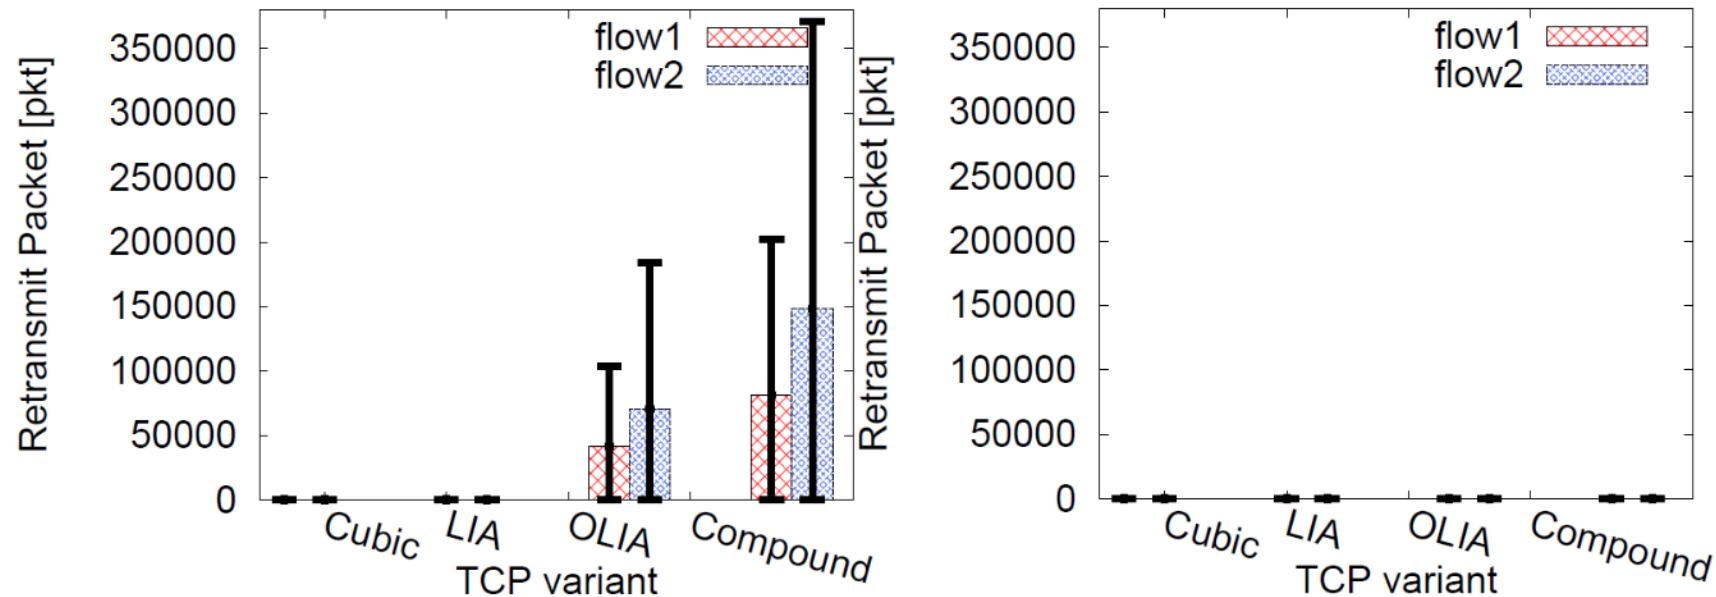 Retransmit Packet [pkt]
350000
300000
250000
200000
150000
100000
50000
0
flow1
flow2
Cubic
LIA
OLIA
Compound
TCP variant
Retransmit Packet [pkt]
350000
300000
250000
200000
150000
100000
50000
0
flow1
flow2
Cubic
LIA
OLIA
Compound
TCP variant